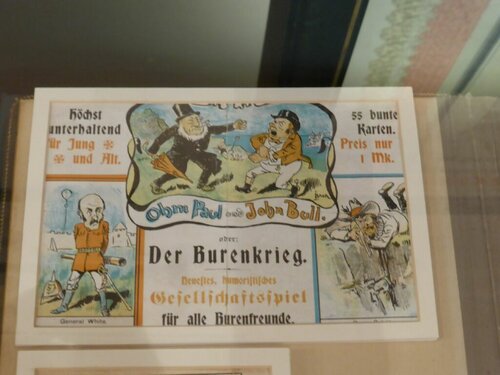 Höchst
unterhaltend
für Jung
und Alt.
55 bunte
Karten.
Preis nur
1 Mk.
Ohm Paul und John Bull.
oder:
Der Burenkrieg.
Neuestes, humoristisches
Gesellschaftsspiel
für alle Burenfreunde.
General White.